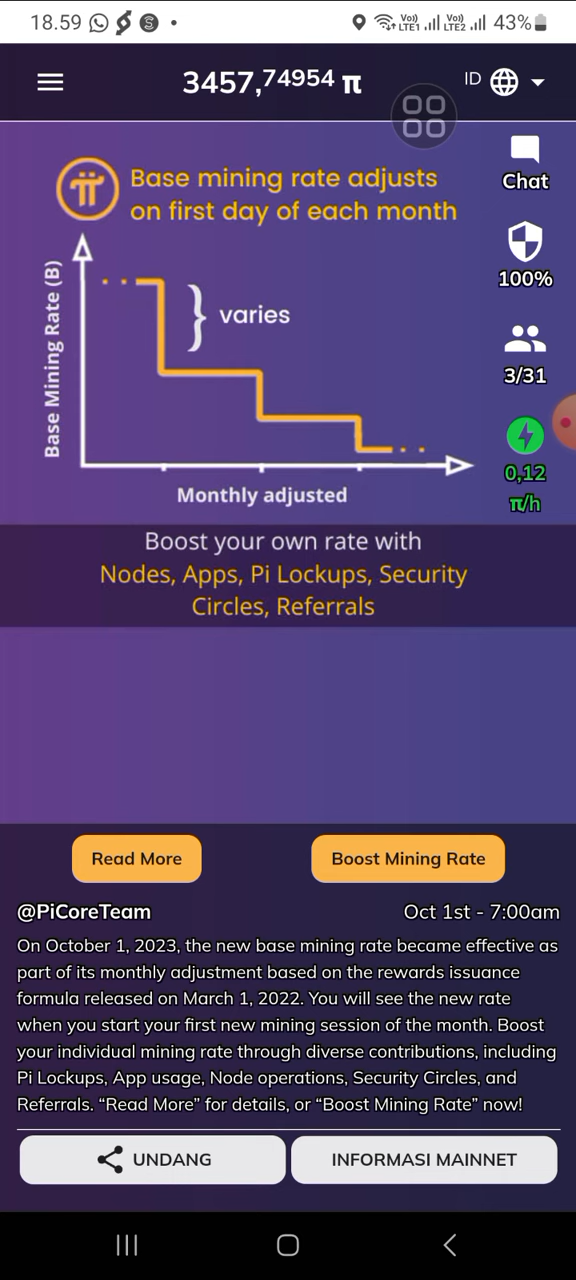 18.59
Vo)) LTE1 Vo)) LTE2 43%
3457,74954 π
ID
Chat
100%
3/31
0,12
π/h
Base mining rate adjusts
on first day of each month
Base Mining Rate (B)
} varies
Monthly adjusted
Boost your own rate with
Nodes, Apps, Pi Lockups, Security
Circles, Referrals
Read More
Boost Mining Rate
@PiCoreTeam
Oct 1st - 7:00am
On October 1, 2023, the new base mining rate became effective as
part of its monthly adjustment based on the rewards issuance
formula released on March 1, 2022. You will see the new rate
when you start your first new mining session of the month. Boost
your individual mining rate through diverse contributions, including
Pi Lockups, App usage, Node operations, Security Circles, and
Referrals. “Read More” for details, or “Boost Mining Rate” now!
UNDANG
INFORMASI MAINNET